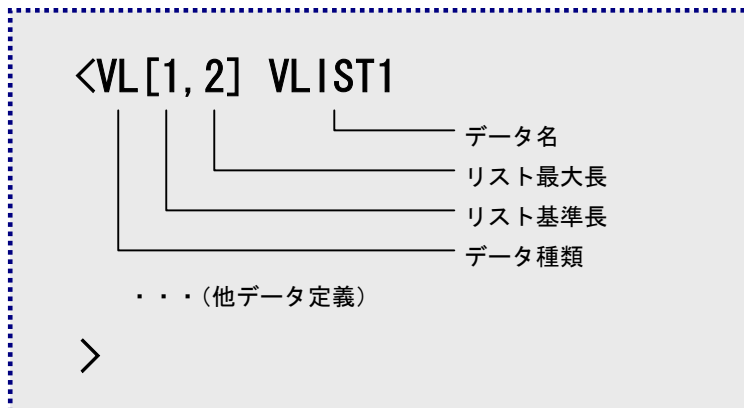 <VL[1,2] VLIST1
データ名
リスト最大長
リスト基準長
データ種類
・・・(他データ定義)
>